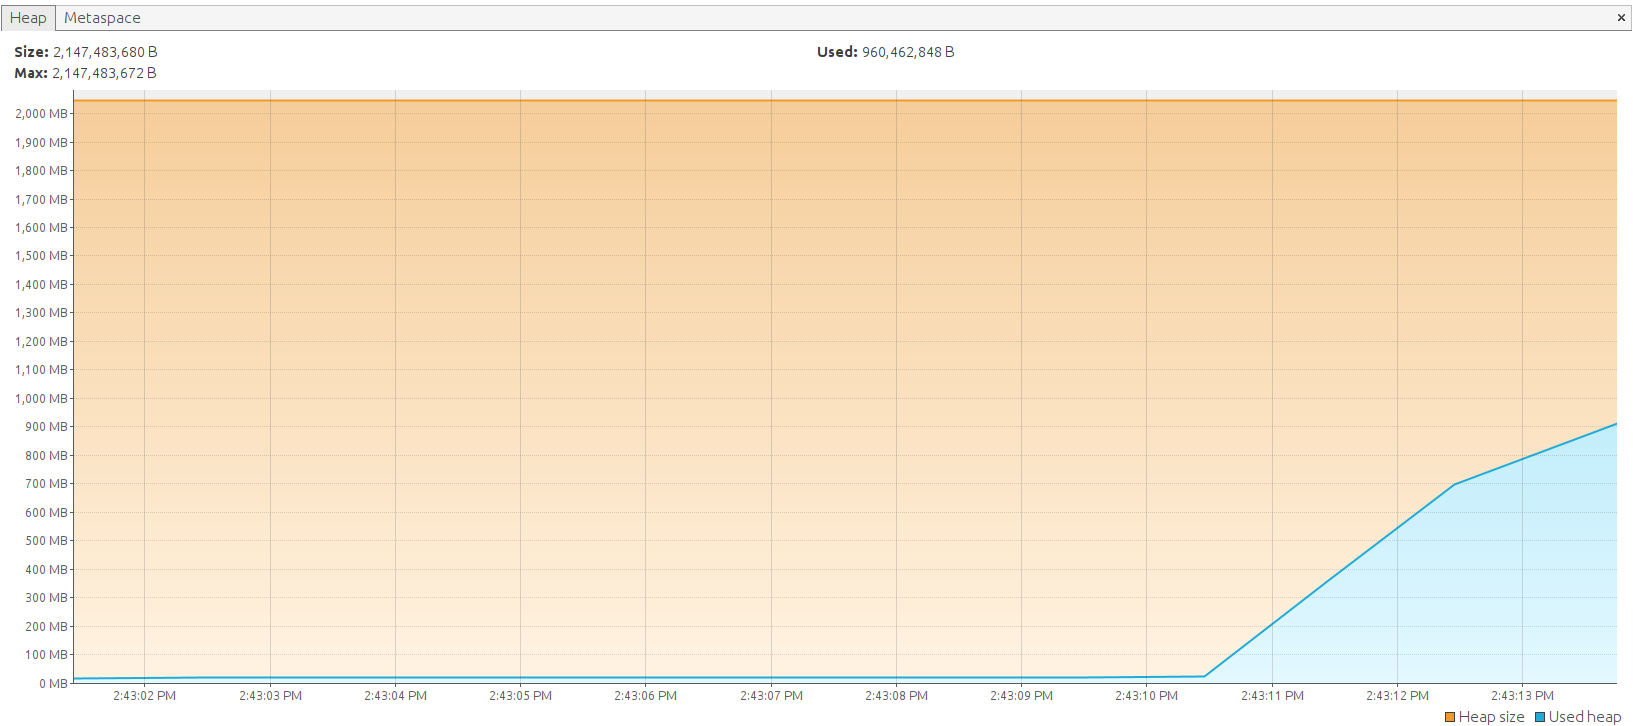 Heap Metaspace ×
Size: 2,147,483,680 B Used: 960,462,848 B
Max: 2,147,483,672 B
2,000 MB
1,900 MB
1,800 MB
1,700 MB
1,600 MB
1,500 MB
1,400 MB
1,300 MB
1,200 MB
1,100 MB
1,000 MB
900 MB
800 MB
700 MB
600 MB
500 MB
400 MB
300 MB
200 MB
100 MB
0 MB
2:43:02 PM 2:43:03 PM 2:43:04 PM 2:43:05 PM 2:43:06 PM 2:43:07 PM 2:43:08 PM 2:43:09 PM 2:43:10 PM 2:43:11 PM 2:43:12 PM 2:43:13 PM
Heap size Used heap